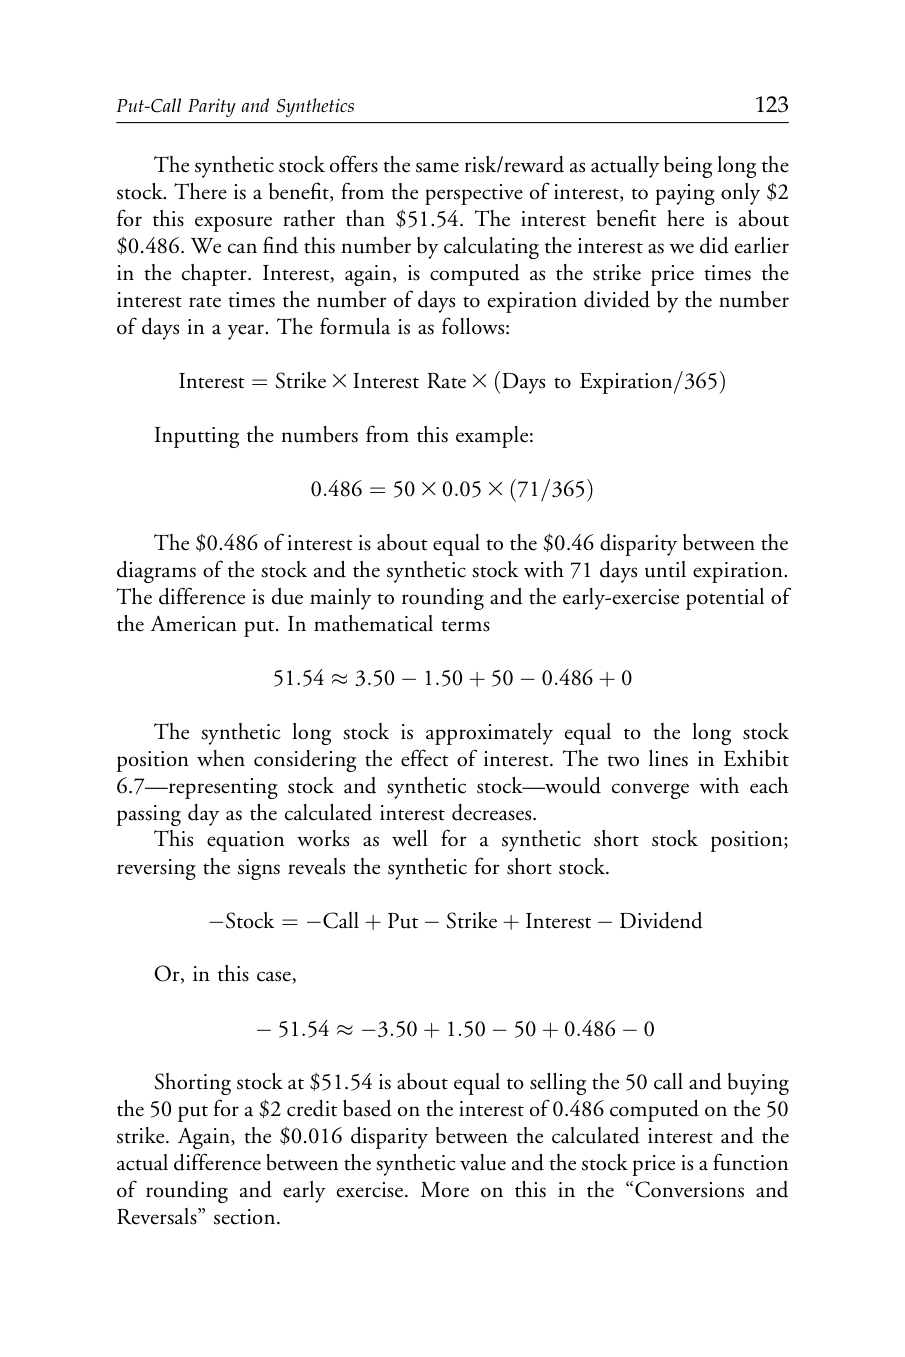 Put-Call Parity and Synthetics 123
The synthetic stock offers the same risk/reward as actually being long the
stock. There is a benefit, from the perspective of interest, to paying only $2
for this exposure rather than $51.54. The interest benefit here is about
$0.486. We can find this number by calculating the interest as we did earlier
in the chapter. Interest, again, is computed as the strike price times the
interest rate times the number of days to expiration divided by the number
of days in a year. The formula is as follows:
Interest = Strike × Interest Rate × (Days to Expiration/365)
Inputting the numbers from this example:
0.486 = 50 × 0.05 × (71/365)
The $0.486 of interest is about equal to the $0.46 disparity between the
diagrams of the stock and the synthetic stock with 71 days until expiration.
The difference is due mainly to rounding and the early-exercise potential of
the American put. In mathematical terms
51.54 ≈ 3.50 − 1.50 + 50 − 0.486 + 0
The synthetic long stock is approximately equal to the long stock
position when considering the effect of interest. The two lines in Exhibit
6.7—representing stock and synthetic stock—would converge with each
passing day as the calculated interest decreases.
This equation works as well for a synthetic short stock position;
reversing the signs reveals the synthetic for short stock.
−Stock = −Call + Put − Strike + Interest − Dividend
Or, in this case,
− 51.54 ≈ −3.50 + 1.50 − 50 + 0.486 − 0
Shorting stock at $51.54 is about equal to selling the 50 call and buying
the 50 put for a $2 credit based on the interest of 0.486 computed on the 50
strike. Again, the $0.016 disparity between the calculated interest and the
actual difference between the synthetic value and the stock price is a function
of rounding and early exercise. More on this in the “Conversions and
Reversals” section.